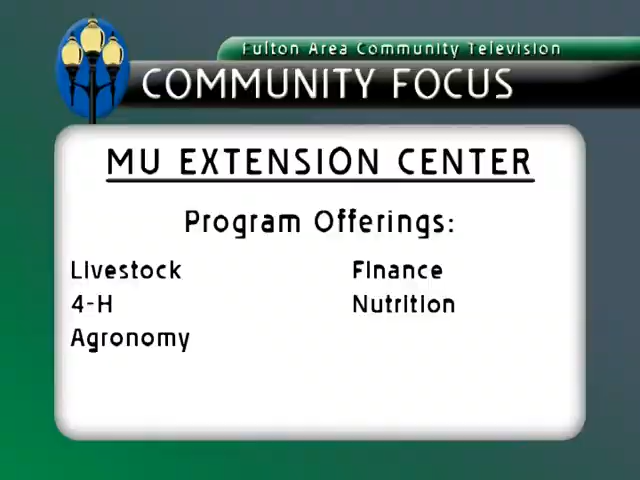 Fulton Area Community Television
COMMUNITY FOCUS
MU EXTENSION CENTER
Program Offerings:
Livestock
4-H
Agronomy
Finance
Nutrition